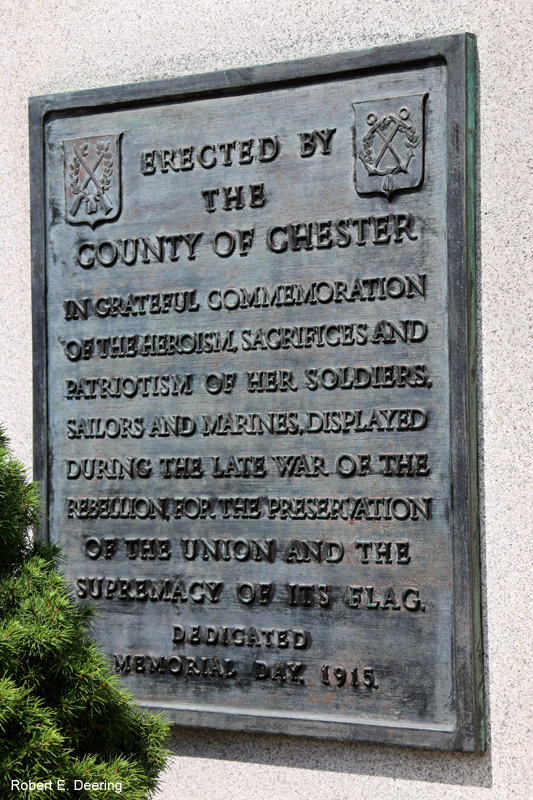 ERECTED BY
THE
COUNTY OF CHESTER
IN GRATEFUL COMMEMORATION
OF THE HEROISM, SACRIFICES AND
PATRIOTISM OF HER SOLDIERS,
SAILORS AND MARINES, DISPLAYED
DURING THE LATE WAR OF THE
REBELLION, FOR THE PRESERVATION
OF THE UNION AND THE
SUPREMACY OF ITS FLAG.
DEDICATED
MEMORIAL DAY, 1915.
Robert E. Deering